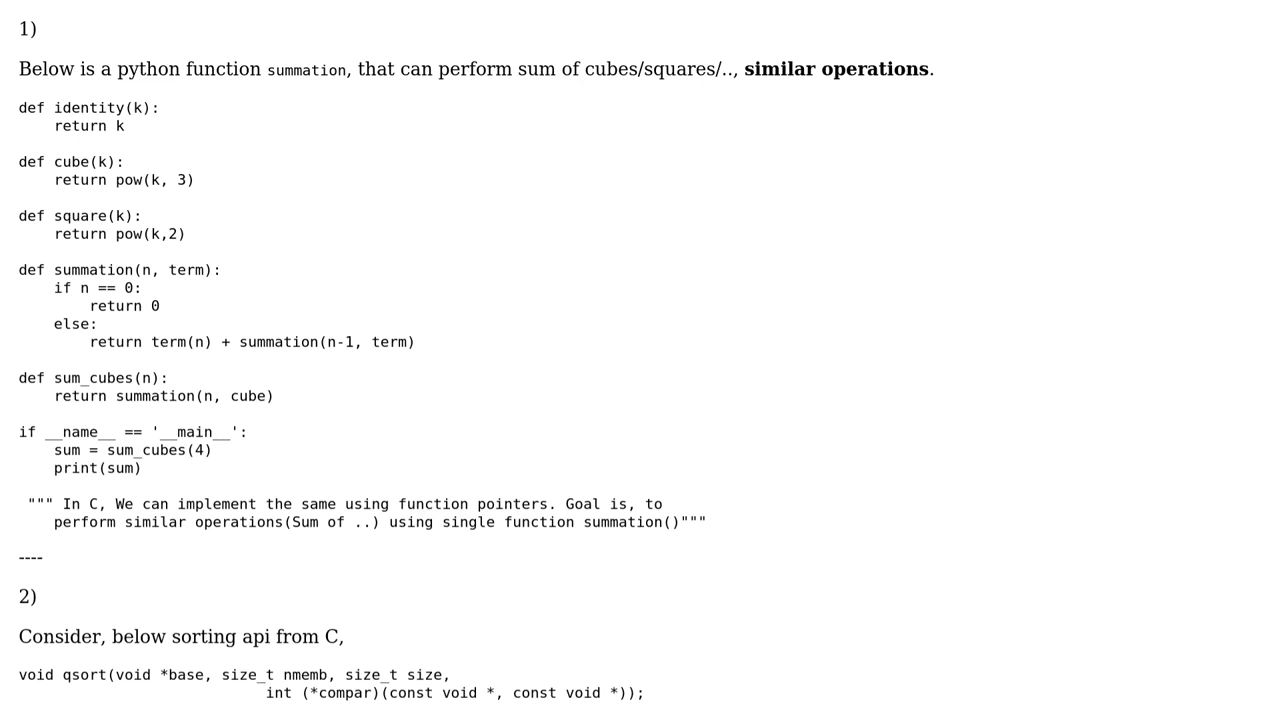 1)
Below is a python function summation, that can perform sum of cubes/squares/.., similar operations.
def identity(k):
    return k
def cube(k):
    return pow(k, 3)
def square(k):
    return pow(k,2)
def summation(n, term):
    if n == 0:
        return 0
    else:
        return term(n) + summation(n-1, term)
def sum_cubes(n):
    return summation(n, cube)
if __name__ == '__main__':
    sum = sum_cubes(4)
    print(sum)
 """ In C, We can implement the same using function pointers. Goal is, to
    perform similar operations(Sum of ..) using single function summation()"""
----
2)
Consider, below sorting api from C,
void qsort(void *base, size_t nmemb, size_t size,
                            int (*compar)(const void *, const void *));